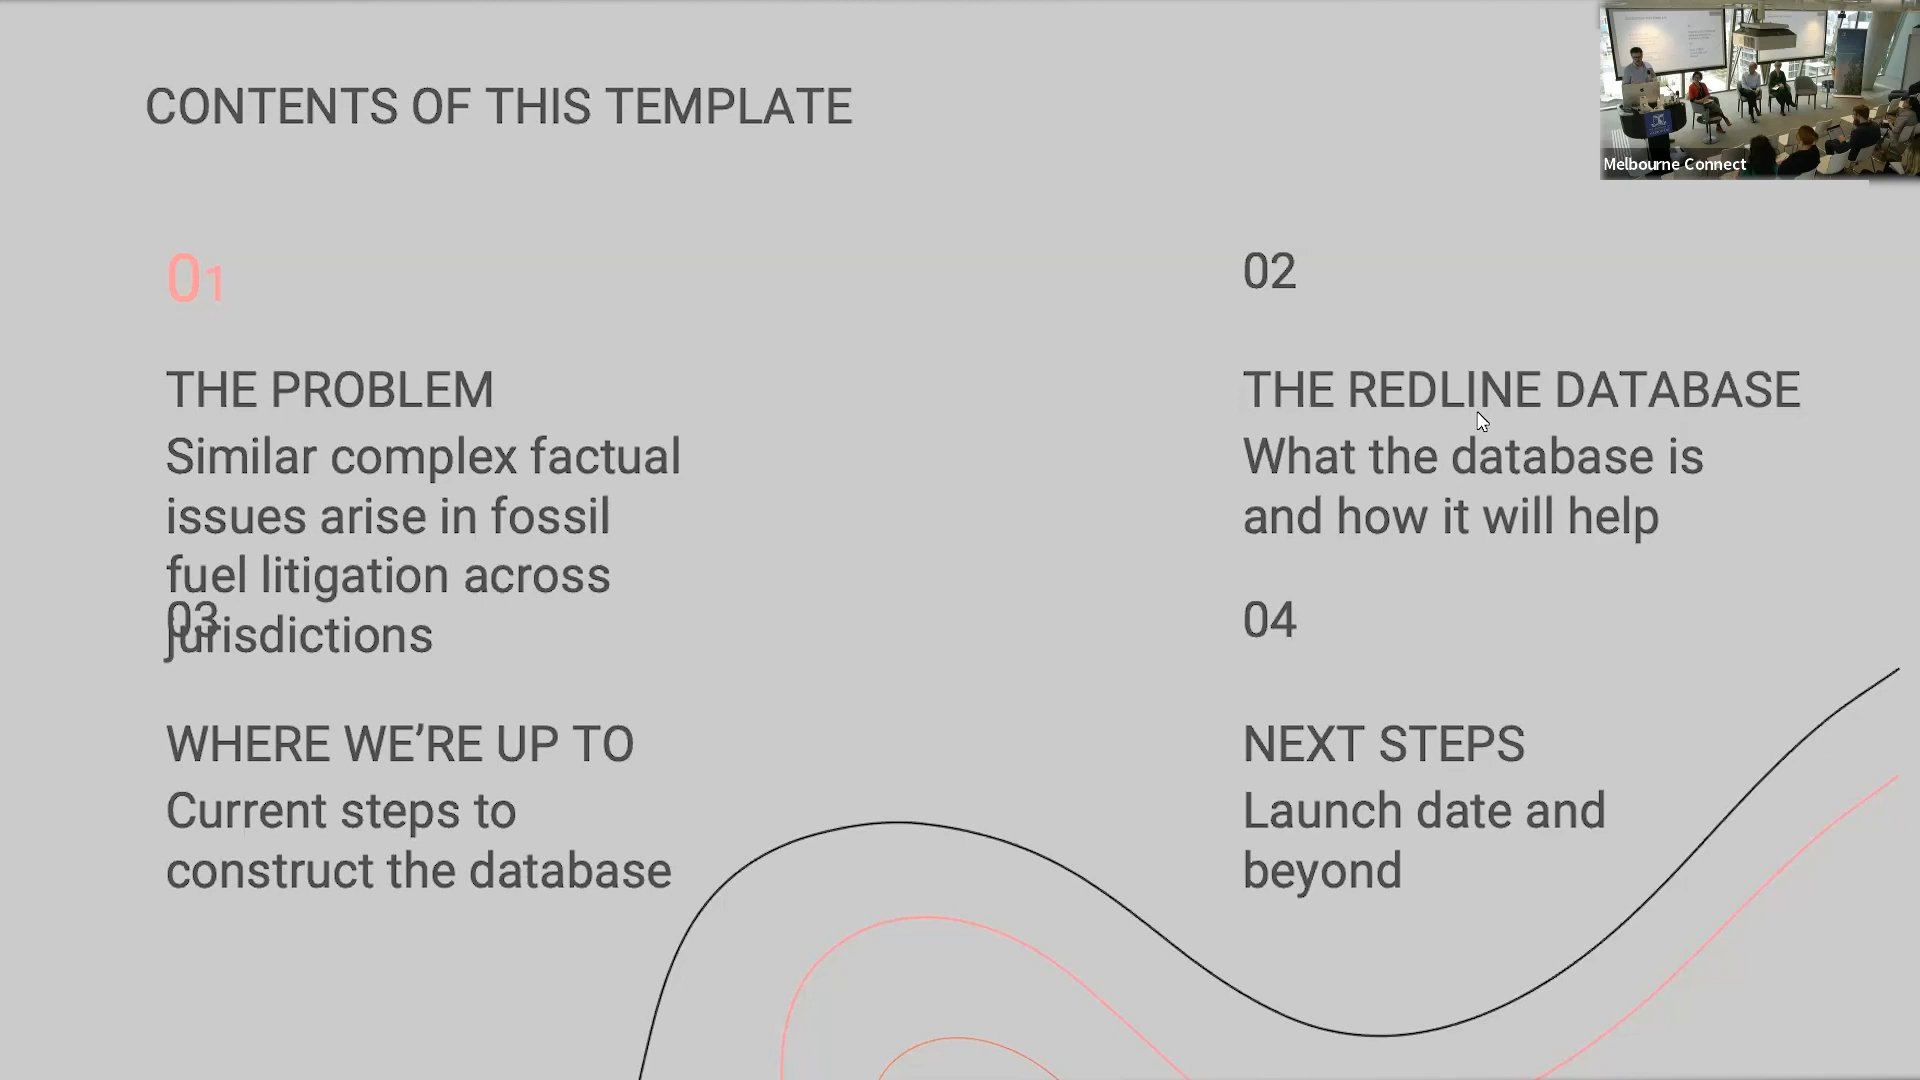 CONTENTS OF THIS TEMPLATE
Melbourne Connect
01
THE PROBLEM
Similar complex factual
issues arise in fossil
fuel litigation across
jurisdictions
02
THE REDLINE DATABASE
What the database is
and how it will help
03
WHERE WE’RE UP TO
Current steps to
construct the database
04
NEXT STEPS
Launch date and
beyond